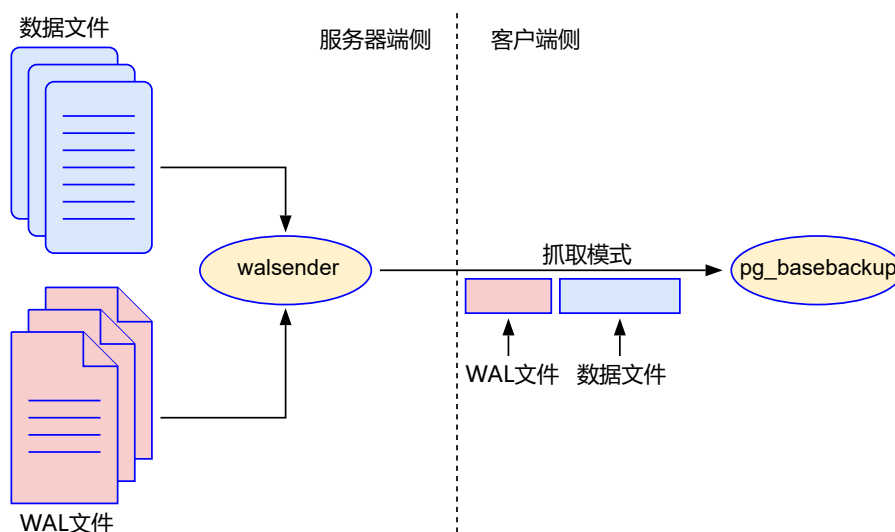 数据文件
服务器端侧
客户端侧
walsender
抓取模式
pg_basebackup
WAL文件
数据文件
WAL文件